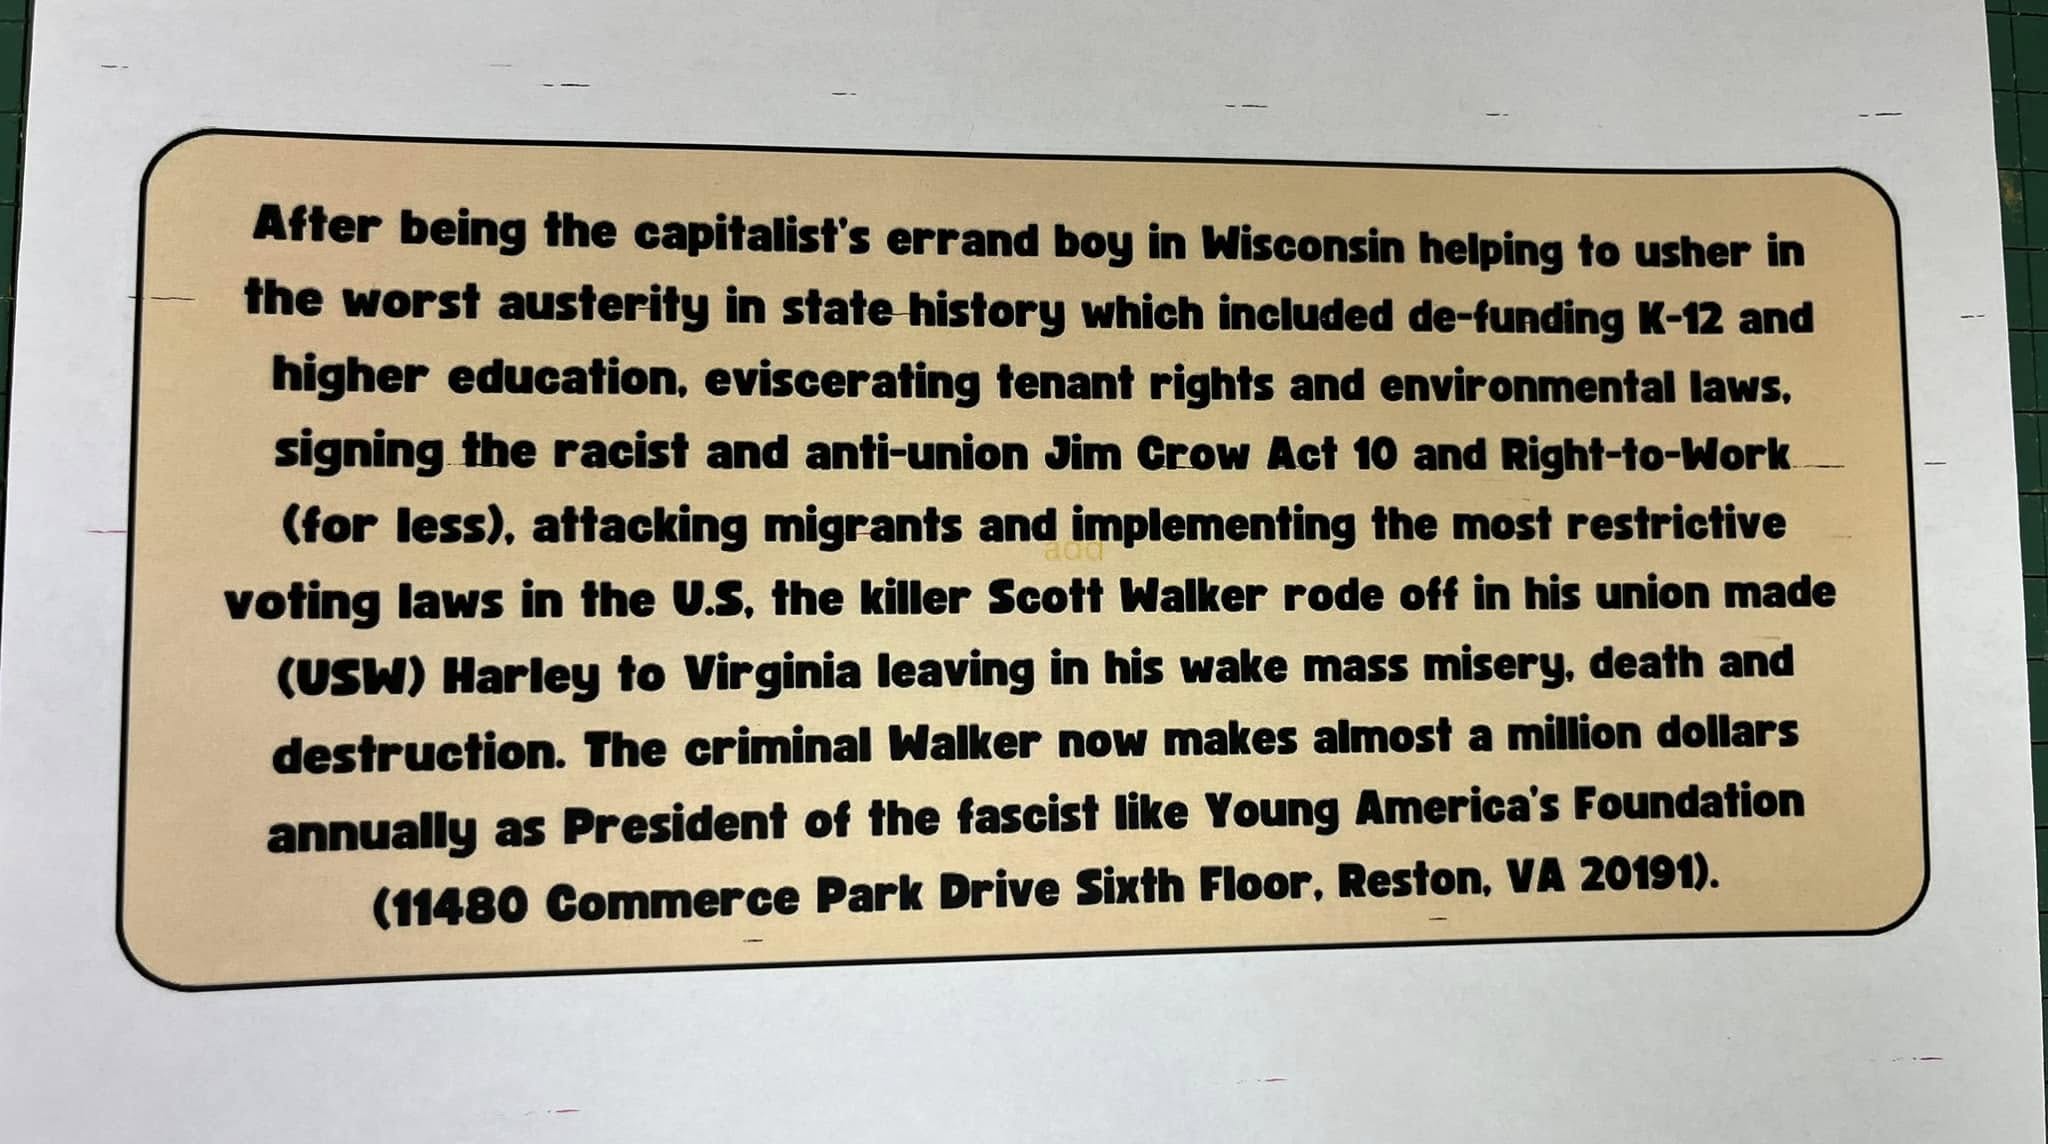 After being the capitalist's errand boy in Wisconsin helping to usher in
the worst austerity in state history which included de-funding K-12 and
higher education, eviscerating tenant rights and environmental laws,
signing the racist and anti-union Jim Crow Act 10 and Right-to-Work
(for less), attacking migrants and implementing the most restrictive
add
voting laws in the U.S, the killer Scott Walker rode off in his union made
(USW) Harley to Virginia leaving in his wake mass misery, death and
destruction. The criminal Walker now makes almost a million dollars
annually as President of the fascist like Young America's Foundation
(11480 Commerce Park Drive Sixth Floor, Reston, VA 20191).